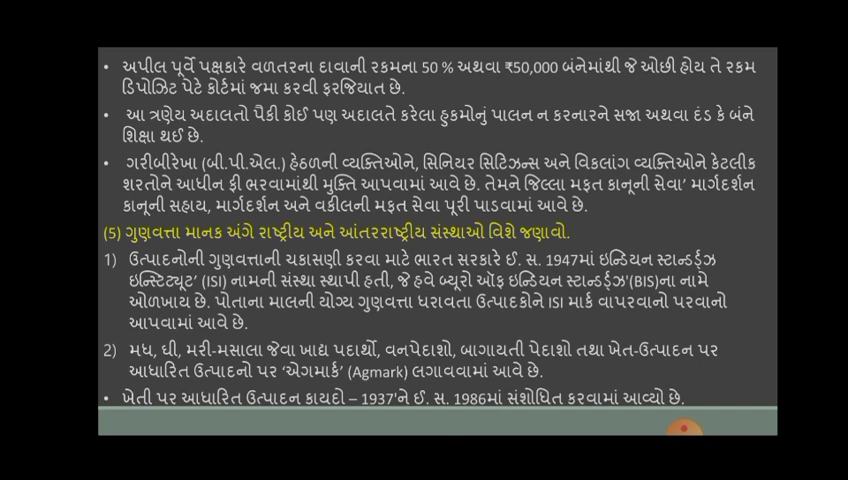 • અપીલ પૂર્વે પક્ષકારે વળતરના દાવાની રકમના 50 % અથવા ₹50,000 બંનેમાંથી જે ઓછી હોય તે રકમ
ડિપોઝિટ પેટે કોર્ટમાં જમા કરવી ફરજિયાત છે.
• આ ત્રણેય અદાલતો પૈકી કોઈ પણ અદાલતે કરેલા હુકમોનું પાલન ન કરનારને સજા અથવા દંડ કે બંને
શિક્ષા થઈ છે.
• ગરીબીરેખા (બી.પી.એલ.) હેઠળની વ્યક્તિઓને, સિનિયર સિટિઝન્સ અને વિકલાંગ વ્યક્તિઓને કેટલીક
શરતોને આધીન ફી ભરવામાંથી મુક્તિ આપવામાં આવે છે. તેમને જિલ્લા મફત કાનૂની સેવા' માર્ગદર્શન
કાનૂની સહાય, માર્ગદર્શન અને વકીલની મફત સેવા પૂરી પાડવામાં આવે છે.
(5) ગુણવત્તા માનક અંગે રાષ્ટ્રીય અને આંતરરાષ્ટ્રીય સંસ્થાઓ વિશે જણાવો.
1) ઉત્પાદનોની ગુણવત્તાની ચકાસણી કરવા માટે ભારત સરકારે ઈ. સ. 1947માં ઇન્ડિયન સ્ટાન્ડર્ડ્ઝ
ઇન્સ્ટિટ્યૂટ' (ISI) નામની સંસ્થા સ્થાપી હતી, જે હવે બ્યૂરો ઑફ ઇન્ડિયન સ્ટાન્ડર્ડ્ઝ'(BIS)ના નામે
ઓળખાય છે. પોતાના માલની યોગ્ય ગુણવત્તા ધરાવતા ઉત્પાદકોને ISI માર્ક વાપરવાનો પરવાનો
આપવામાં આવે છે.
2) મધ, ઘી, મરી-મસાલા જેવા ખાદ્ય પદાર્થો, વનપેદાશો, બાગાયતી પેદાશો તથા ખેત-ઉત્પાદન પર
આધારિત ઉત્પાદનો પર ‘એગમાર્ક’ (Agmark) લગાવવામાં આવે છે.
• ખેતી પર આધારિત ઉત્પાદન કાયદો – 1937'ને ઈ. સ. 1986માં સંશોધિત કરવામાં આવ્યો છે.